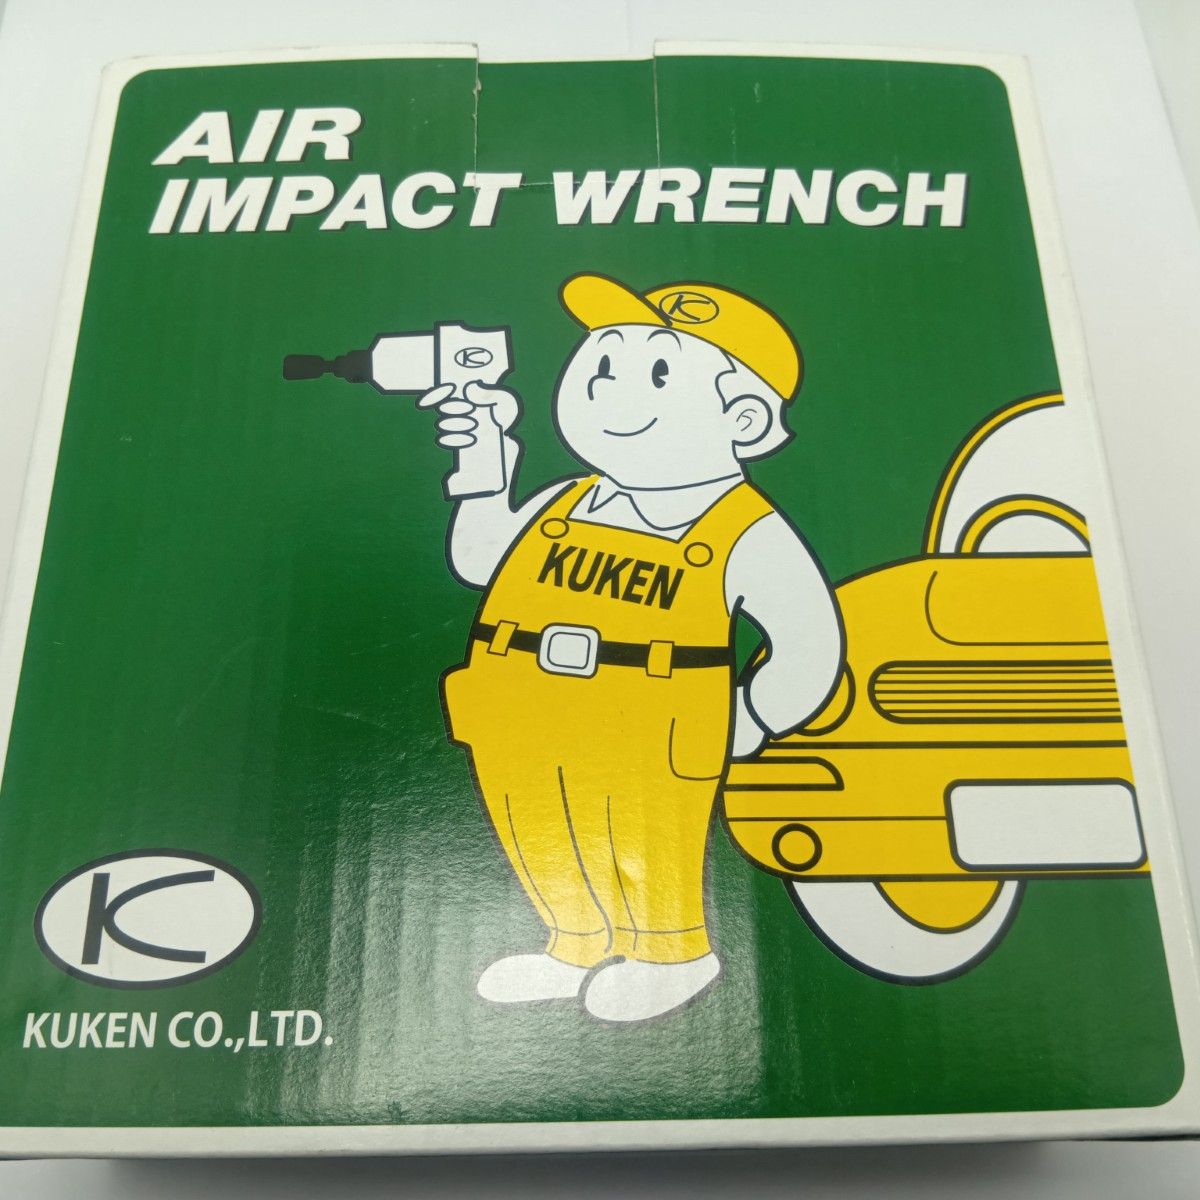 AIR
IMPACT WRENCH
K
K
KUKEN
K
KUKEN CO.,LTD.